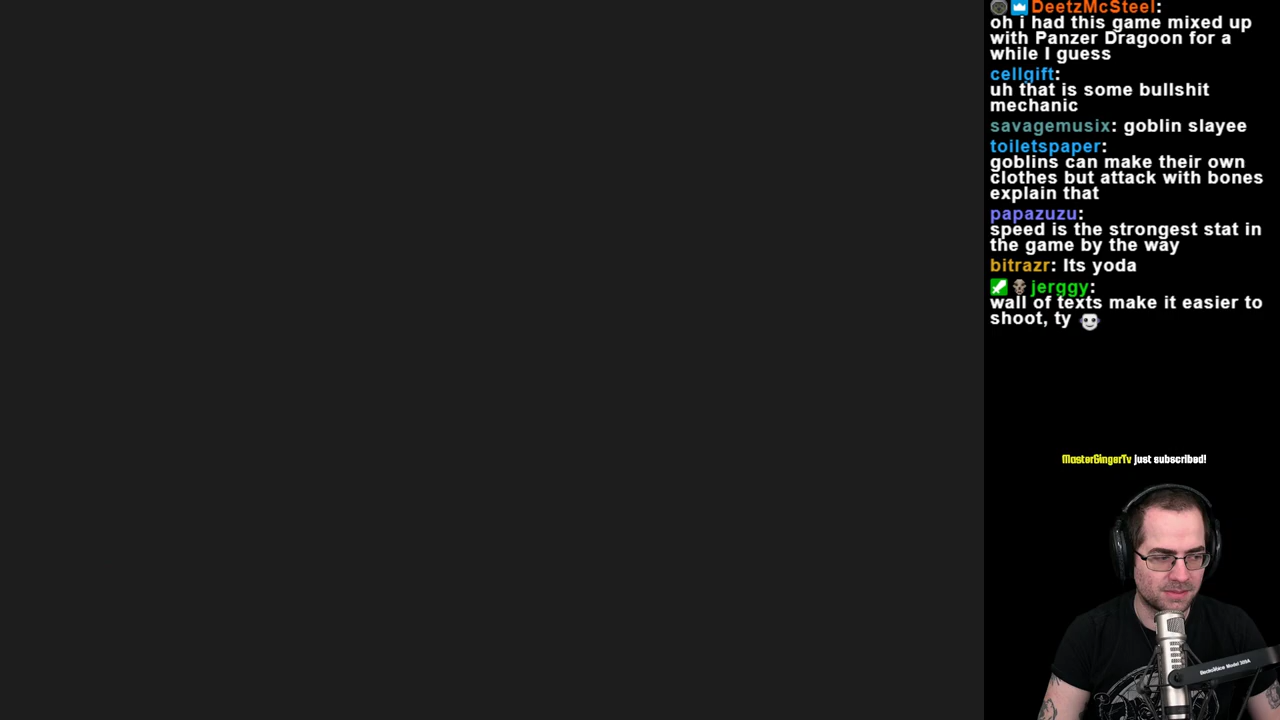 DeetzMcSteel:
oh i had this game mixed up
with Panzer Dragoon for a
while I guess
cellgift:
uh that is some bullshit
mechanic
savagemusix: goblin slayee
toiletspaper:
goblins can make their own
clothes but attack with bones
explain that
papazuzu:
speed is the strongest stat in
the game by the way
bitrazr: Its yoda
jerggy:
wall of texts make it easier to
shoot, ty
MasterGingerTv just subscribed!